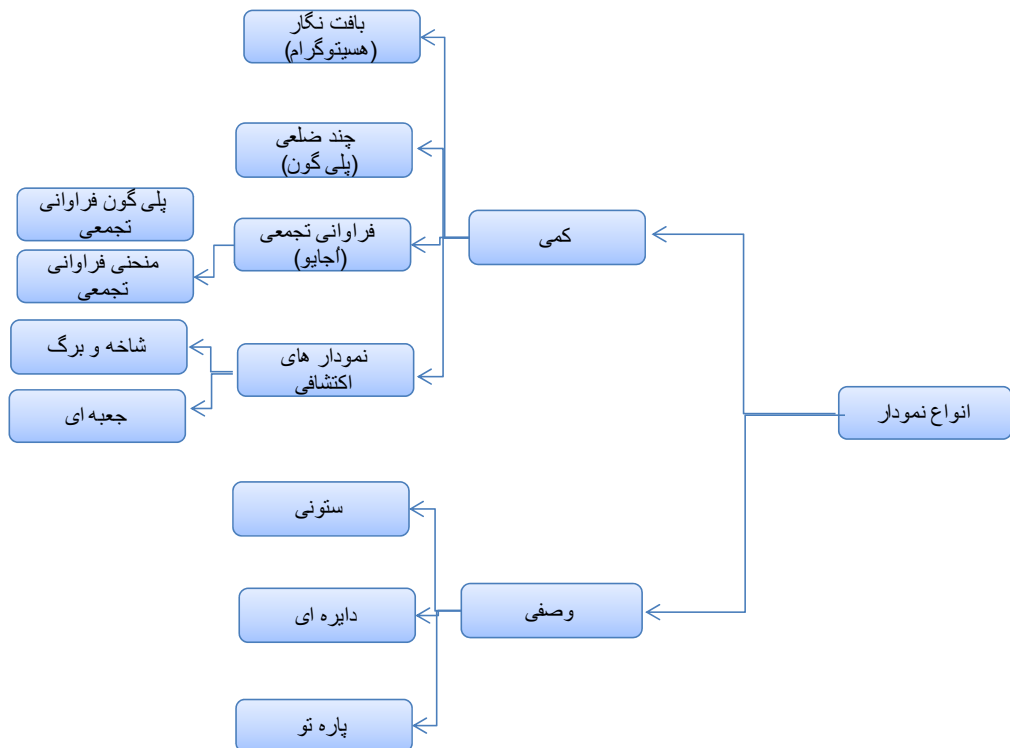 انواع نمودار
کمی
بافت نگار
(هسیتوگرام)
چند ضلعی
(پلی گون)
فراوانی تجمعی
(اُجایو)
پلی گون فراوانی
تجمعی
منحنی فراوانی
تجمعی
نمودار های
اکتشافی
شاخه و برگ
جعبه ای
وصفی
ستونی
دایره ای
پاره تو